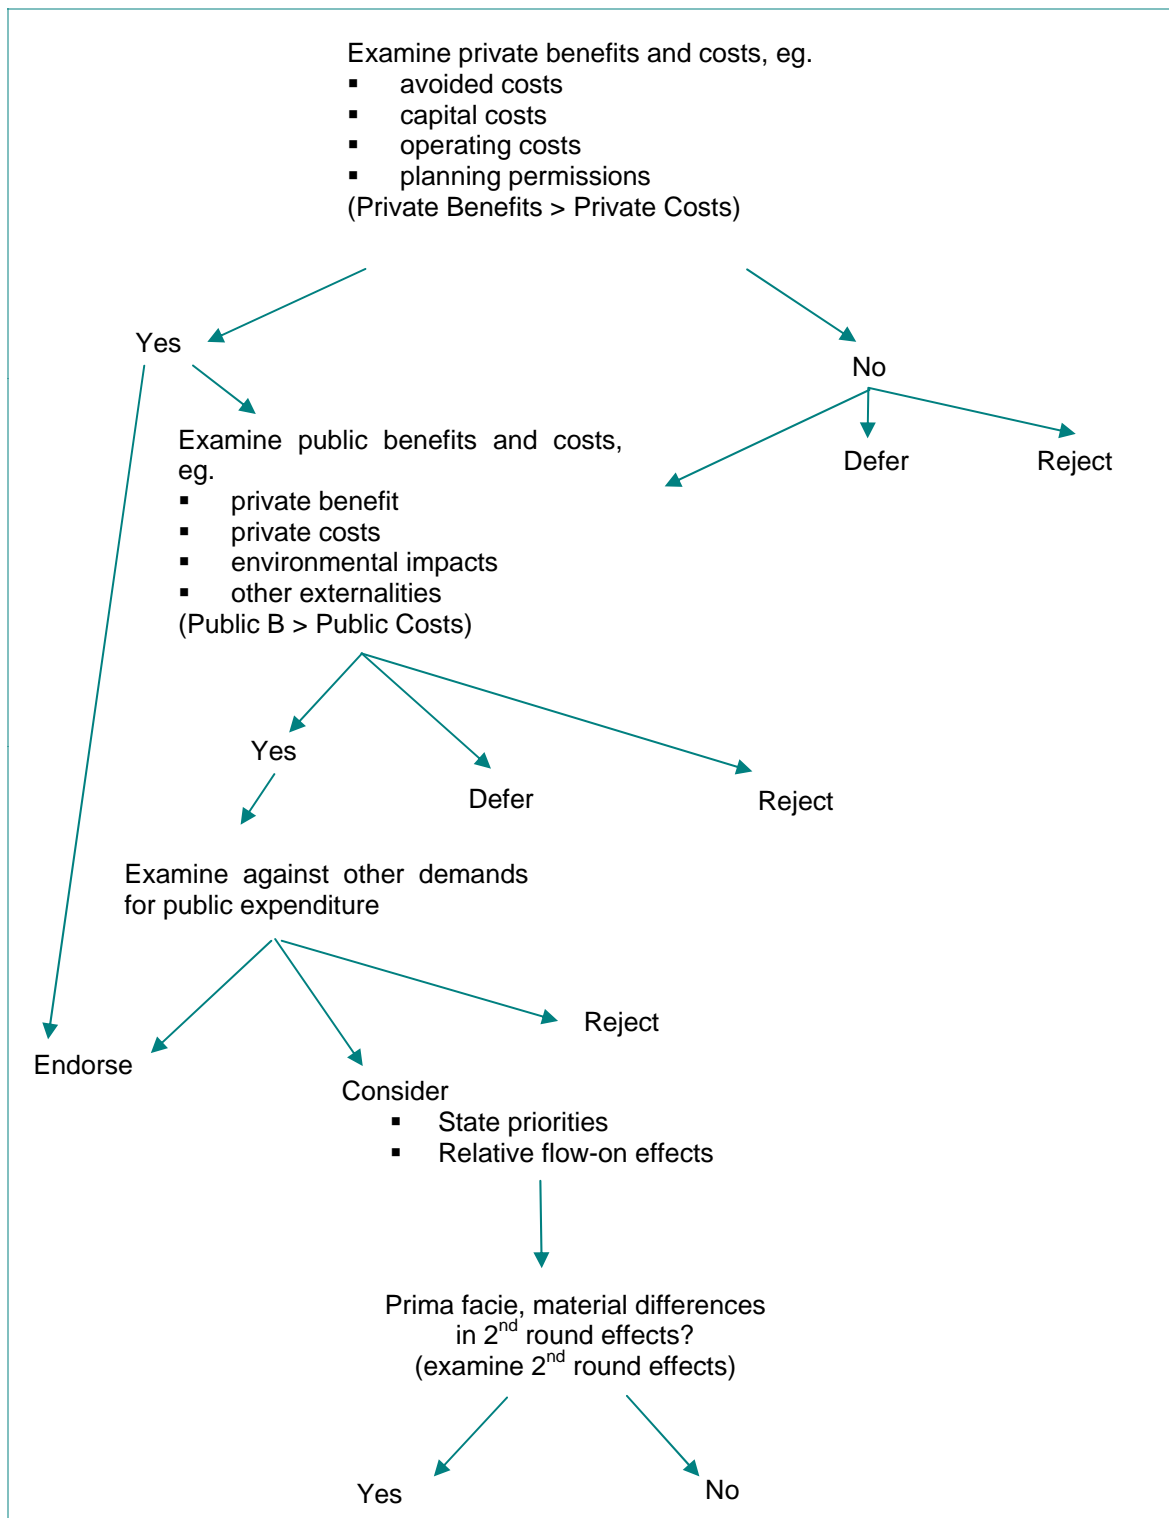 Examine private benefits and costs, eg.
▪ avoided costs
▪ capital costs
▪ operating costs
▪ planning permissions
(Private Benefits > Private Costs)
Yes
No
Examine public benefits and costs,
eg.
▪ private benefit
▪ private costs
▪ environmental impacts
▪ other externalities
(Public B > Public Costs)
Defer
Reject
Yes
Defer
Reject
Examine against other demands
for public expenditure
Reject
Endorse
Consider
▪ State priorities
▪ Relative flow-on effects
Prima facie, material differences
in 2nd round effects?
(examine 2nd round effects)
Yes
No